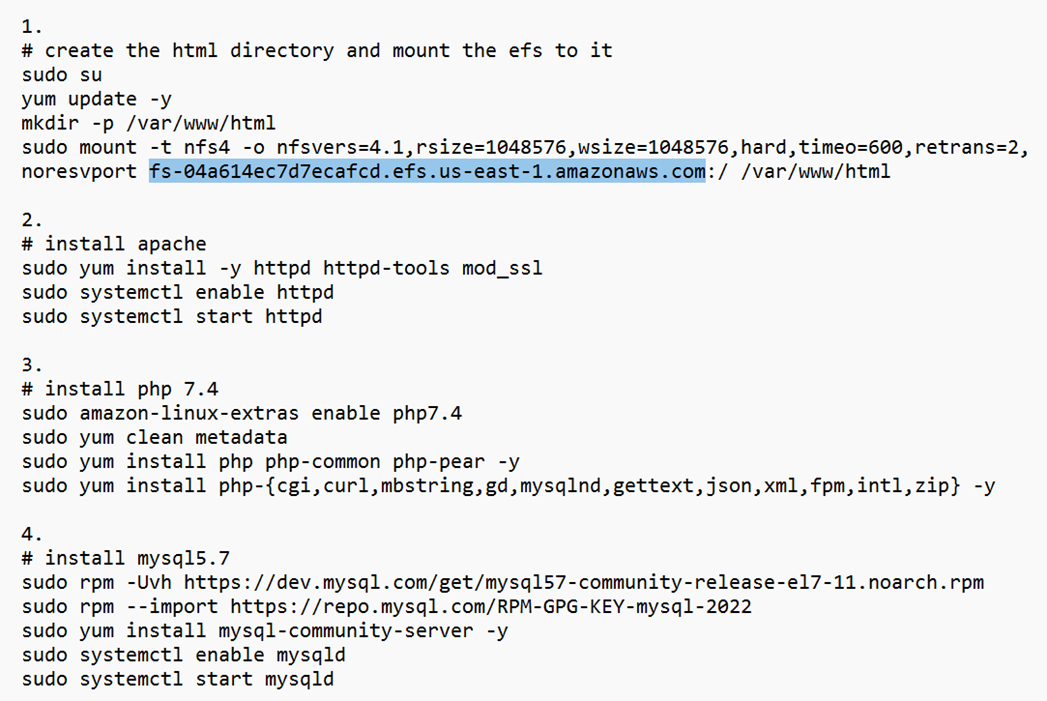 1.
# create the html directory and mount the efs to it
sudo su
yum update -y
mkdir -p /var/www/html
sudo mount -t nfs4 -o nfsvers=4.1,rsize=1048576,wsize=1048576,hard,timeo=600,retrans=2,
noresvport fs-04a614ec7d7ecafcd.efs.us-east-1.amazonaws.com:/ /var/www/html
2.
# install apache
sudo yum install -y httpd httpd-tools mod_ssl
sudo systemctl enable httpd
sudo systemctl start httpd
3.
# install php 7.4
sudo amazon-linux-extras enable php7.4
sudo yum clean metadata
sudo yum install php php-common php-pear -y
sudo yum install php-{cgi,curl,mbstring,gd,mysqlnd,gettext,json,xml,fpm,intl,zip} -y
4.
# install mysql5.7
sudo rpm -Uvh https://dev.mysql.com/get/mysql57-community-release-el7-11.noarch.rpm
sudo rpm --import https://repo.mysql.com/RPM-GPG-KEY-mysql-2022
sudo yum install mysql-community-server -y
sudo systemctl enable mysqld
sudo systemctl start mysqld